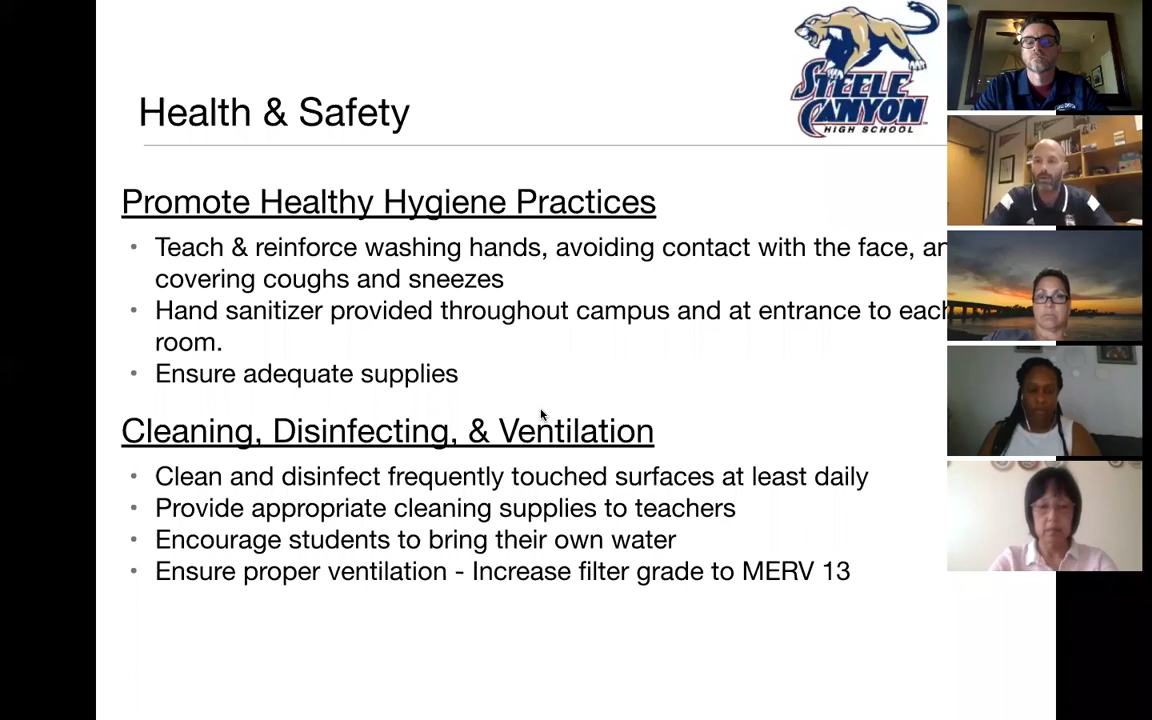 STEELE
CANYON
HIGH SCHOOL
Health & Safety
Promote Healthy Hygiene Practices
• Teach & reinforce washing hands, avoiding contact with the face, an
covering coughs and sneezes
• Hand sanitizer provided throughout campus and at entrance to each
room.
• Ensure adequate supplies
Cleaning, Disinfecting, & Ventilation
• Clean and disinfect frequently touched surfaces at least daily
• Provide appropriate cleaning supplies to teachers
• Encourage students to bring their own water
• Ensure proper ventilation - Increase filter grade to MERV 13